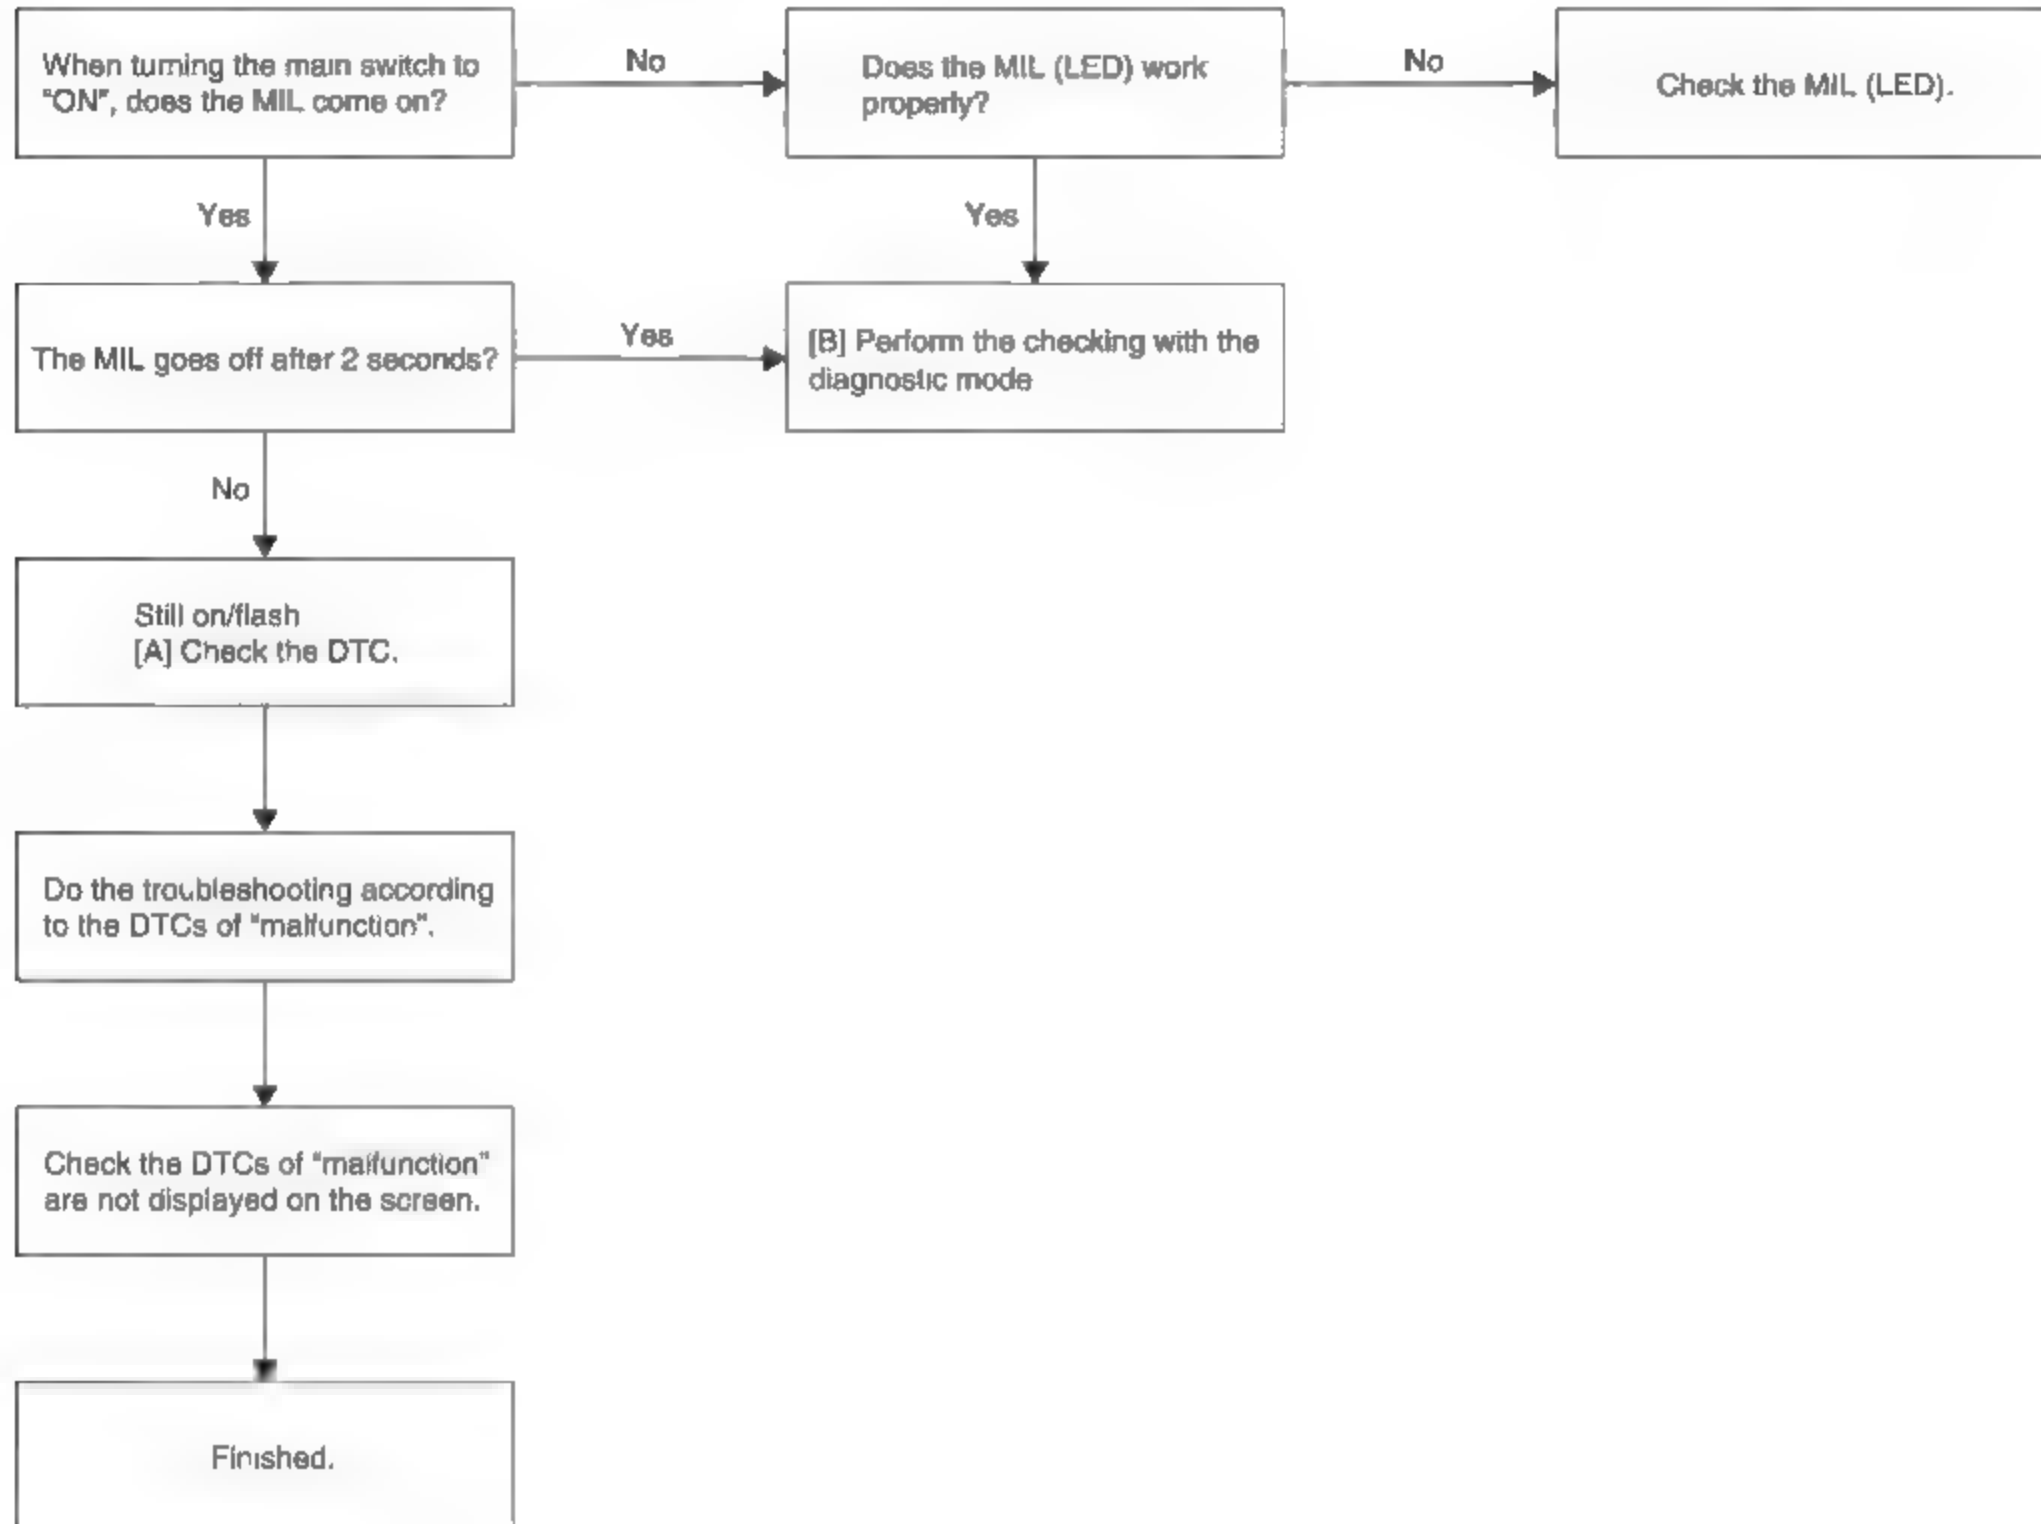 When turning the main switch to
"ON", does the MIL come on?
No
Does the MIL (LED) work
properly?
No
Check the MIL (LED).
Yes
Yes
The MIL goes off after 2 seconds?
Yes
[B] Perform the checking with the
diagnostic mode
No
Still on/flash
[A] Check the DTC.
Do the troubleshooting according
to the DTCs of "malfunction".
Check the DTCs of "malfunction"
are not displayed on the screen.
Finished.